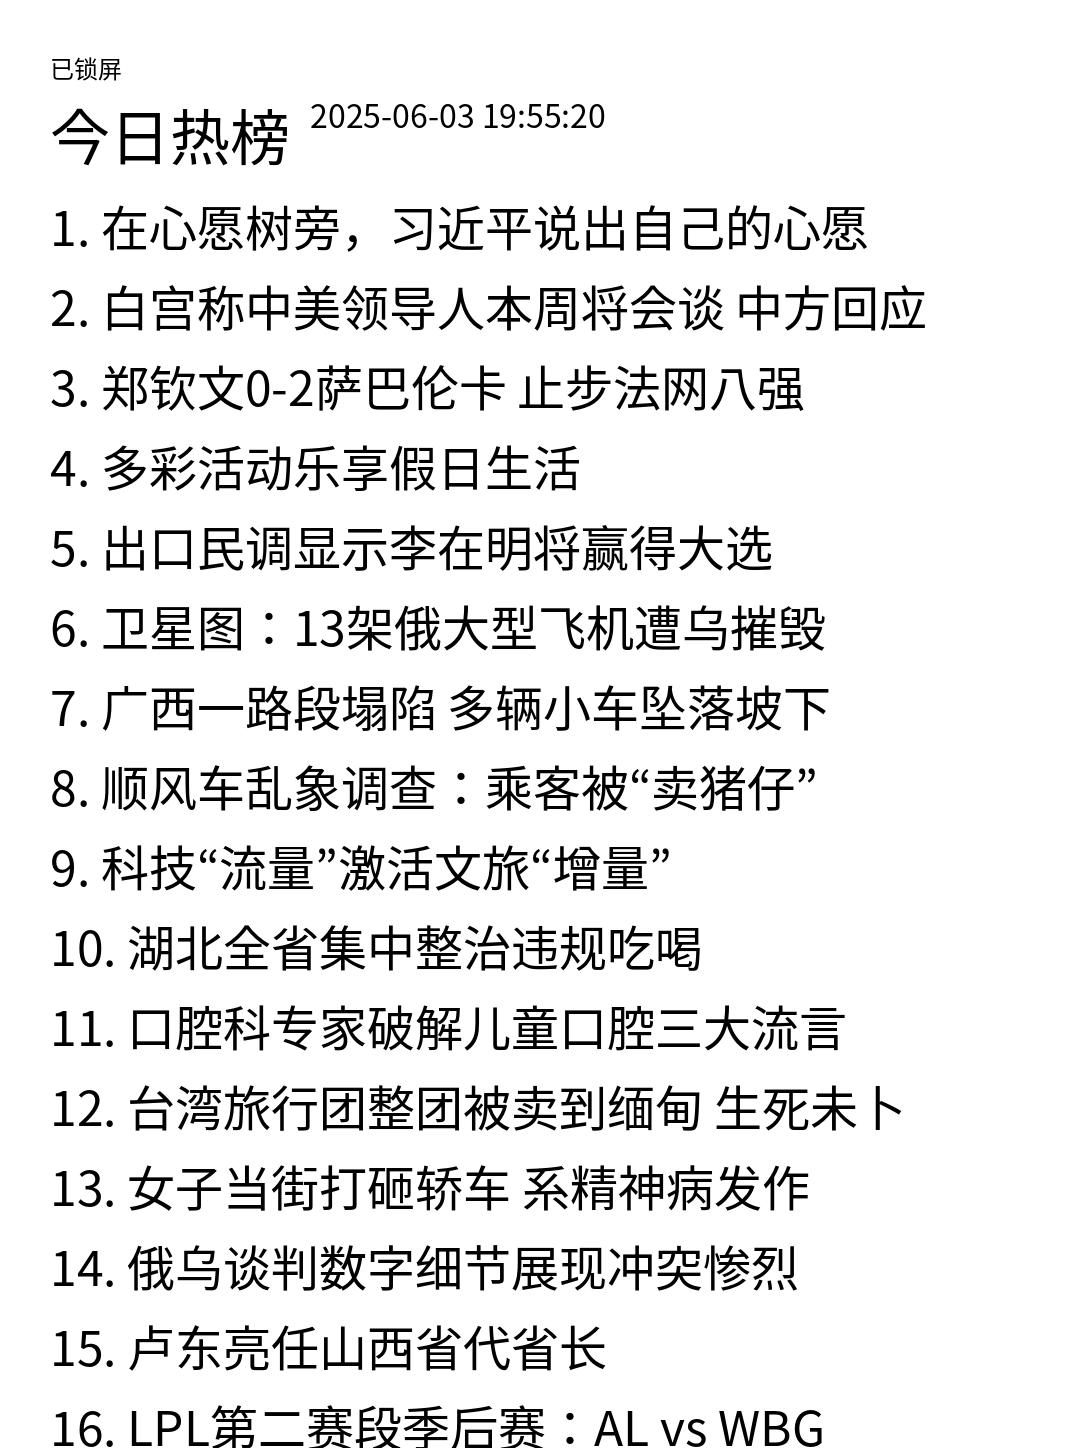 已锁屏
今日热榜 2025-06-03 19:55:20
1. 在心愿树旁，习近平说出自己的心愿
2. 白宫称中美领导人本周将会谈 中方回应
3. 郑钦文0-2萨巴伦卡 止步法网八强
4. 多彩活动乐享假日生活
5. 出口民调显示李在明将赢得大选
6. 卫星图：13架俄大型飞机遭乌摧毁
7. 广西一路段塌陷 多辆小车坠落坡下
8. 顺风车乱象调查：乘客被“卖猪仔”
9. 科技“流量”激活文旅“增量”
10. 湖北全省集中整治违规吃喝
11. 口腔科专家破解儿童口腔三大流言
12. 台湾旅行团整团被卖到缅甸 生死未卜
13. 女子当街打砸轿车 系精神病发作
14. 俄乌谈判数字细节展现冲突惨烈
15. 卢东亮任山西省代省长
16. LPL第二赛段季后赛：AL vs WBG